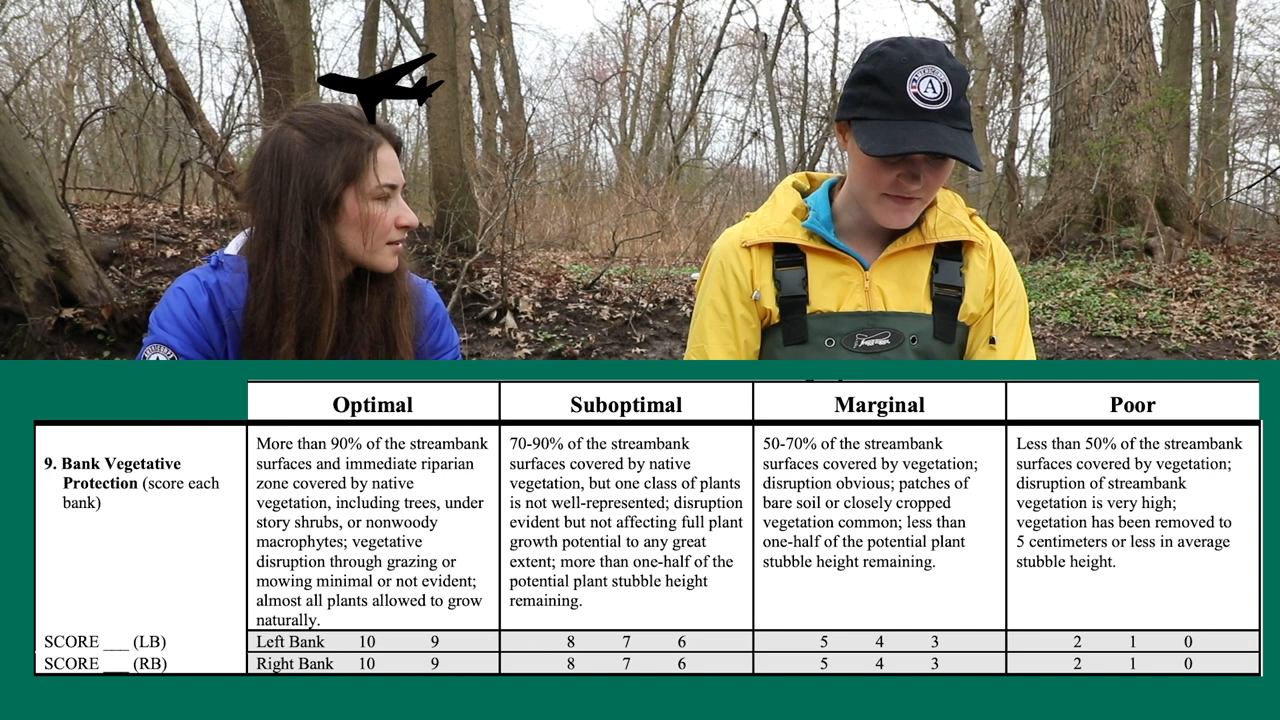 AMERICORPS
A
AMERICORPS
Optimal
Suboptimal
Marginal
Poor
9. Bank Vegetative
Protection (score each
bank)
More than 90% of the streambank
surfaces and immediate riparian
zone covered by native
vegetation, including trees, under
story shrubs, or nonwoody
macrophytes; vegetative
disruption through grazing or
mowing minimal or not evident;
almost all plants allowed to grow
naturally.
70-90% of the streambank
surfaces covered by native
vegetation, but one class of plants
is not well-represented; disruption
evident but not affecting full plant
growth potential to any great
extent; more than one-half of the
potential plant stubble height
remaining.
50-70% of the streambank
surfaces covered by vegetation;
disruption obvious; patches of
bare soil or closely cropped
vegetation common; less than
one-half of the potential plant
stubble height remaining.
Less than 50% of the streambank
surfaces covered by vegetation;
disruption of streambank
vegetation is very high;
vegetation has been removed to
5 centimeters or less in average
stubble height.
SCORE ___ (LB)
Left Bank 10 9 8 7 6 5 4 3 2 1 0
SCORE ___ (RB)
Right Bank 10 9 8 7 6 5 4 3 2 1 0